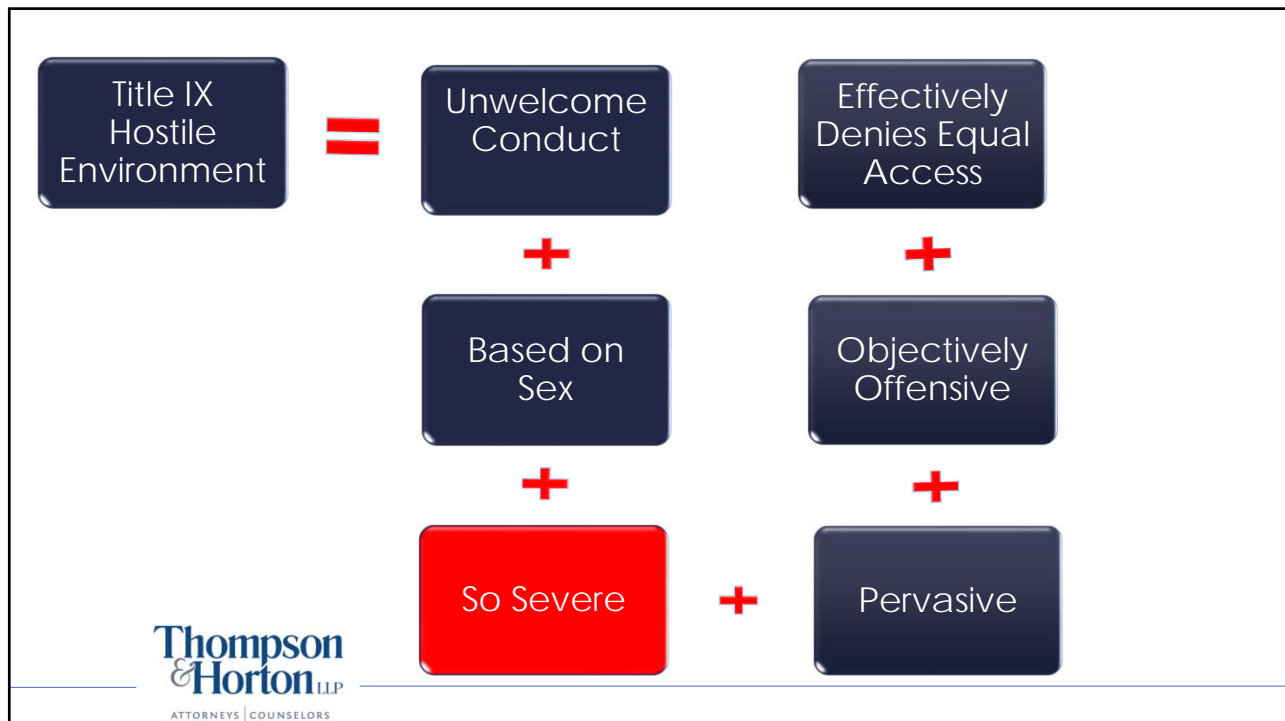 Title IX
Hostile
Environment
=
Unwelcome
Conduct
+
Based on
Sex
+
So Severe
+
Pervasive
+
Objectively
Offensive
+
Effectively
Denies Equal
Access
Thompson
&Horton LLP
ATTORNEYS | COUNSELORS